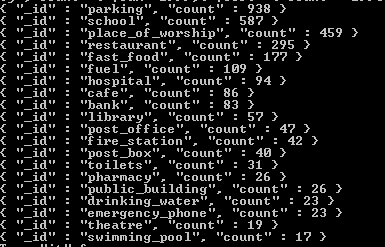 { "_id" : "parking", "count" : 938 }
{ "_id" : "school", "count" : 587 }
{ "_id" : "place_of_worship", "count" : 459 }
{ "_id" : "restaurant", "count" : 295 }
{ "_id" : "fast_food", "count" : 177 }
{ "_id" : "fuel", "count" : 109 }
{ "_id" : "hospital", "count" : 94 }
{ "_id" : "cafe", "count" : 86 }
{ "_id" : "bank", "count" : 83 }
{ "_id" : "library", "count" : 57 }
{ "_id" : "post_office", "count" : 47 }
{ "_id" : "fire_station", "count" : 42 }
{ "_id" : "post_box", "count" : 40 }
{ "_id" : "toilets", "count" : 31 }
{ "_id" : "pharmacy", "count" : 26 }
{ "_id" : "public_building", "count" : 26 }
{ "_id" : "drinking_water", "count" : 23 }
{ "_id" : "emergency_phone", "count" : 23 }
{ "_id" : "theatre", "count" : 19 }
{ "_id" : "swimming_pool", "count" : 17 }